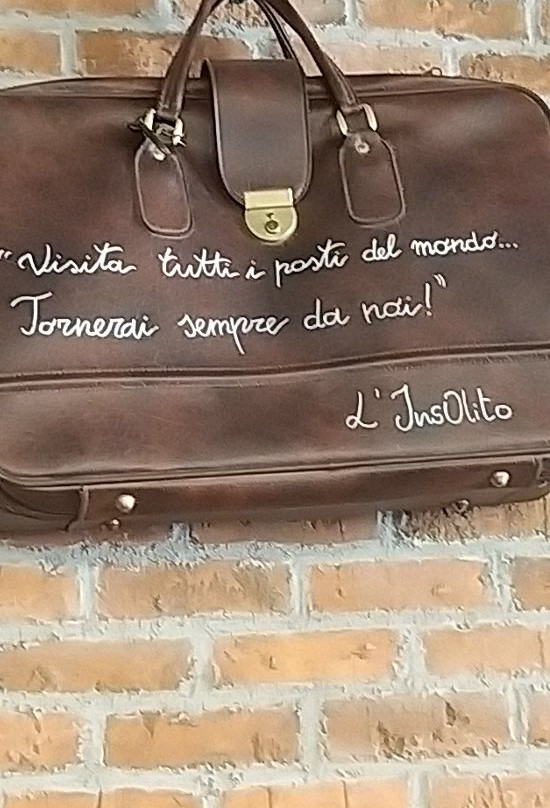 "Visita tutti i posti del mondo...
Tornerai sempre da noi!"
L' InsOlito